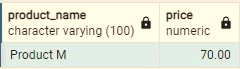 product_name price
character varying (100) numeric
Product M 70.00